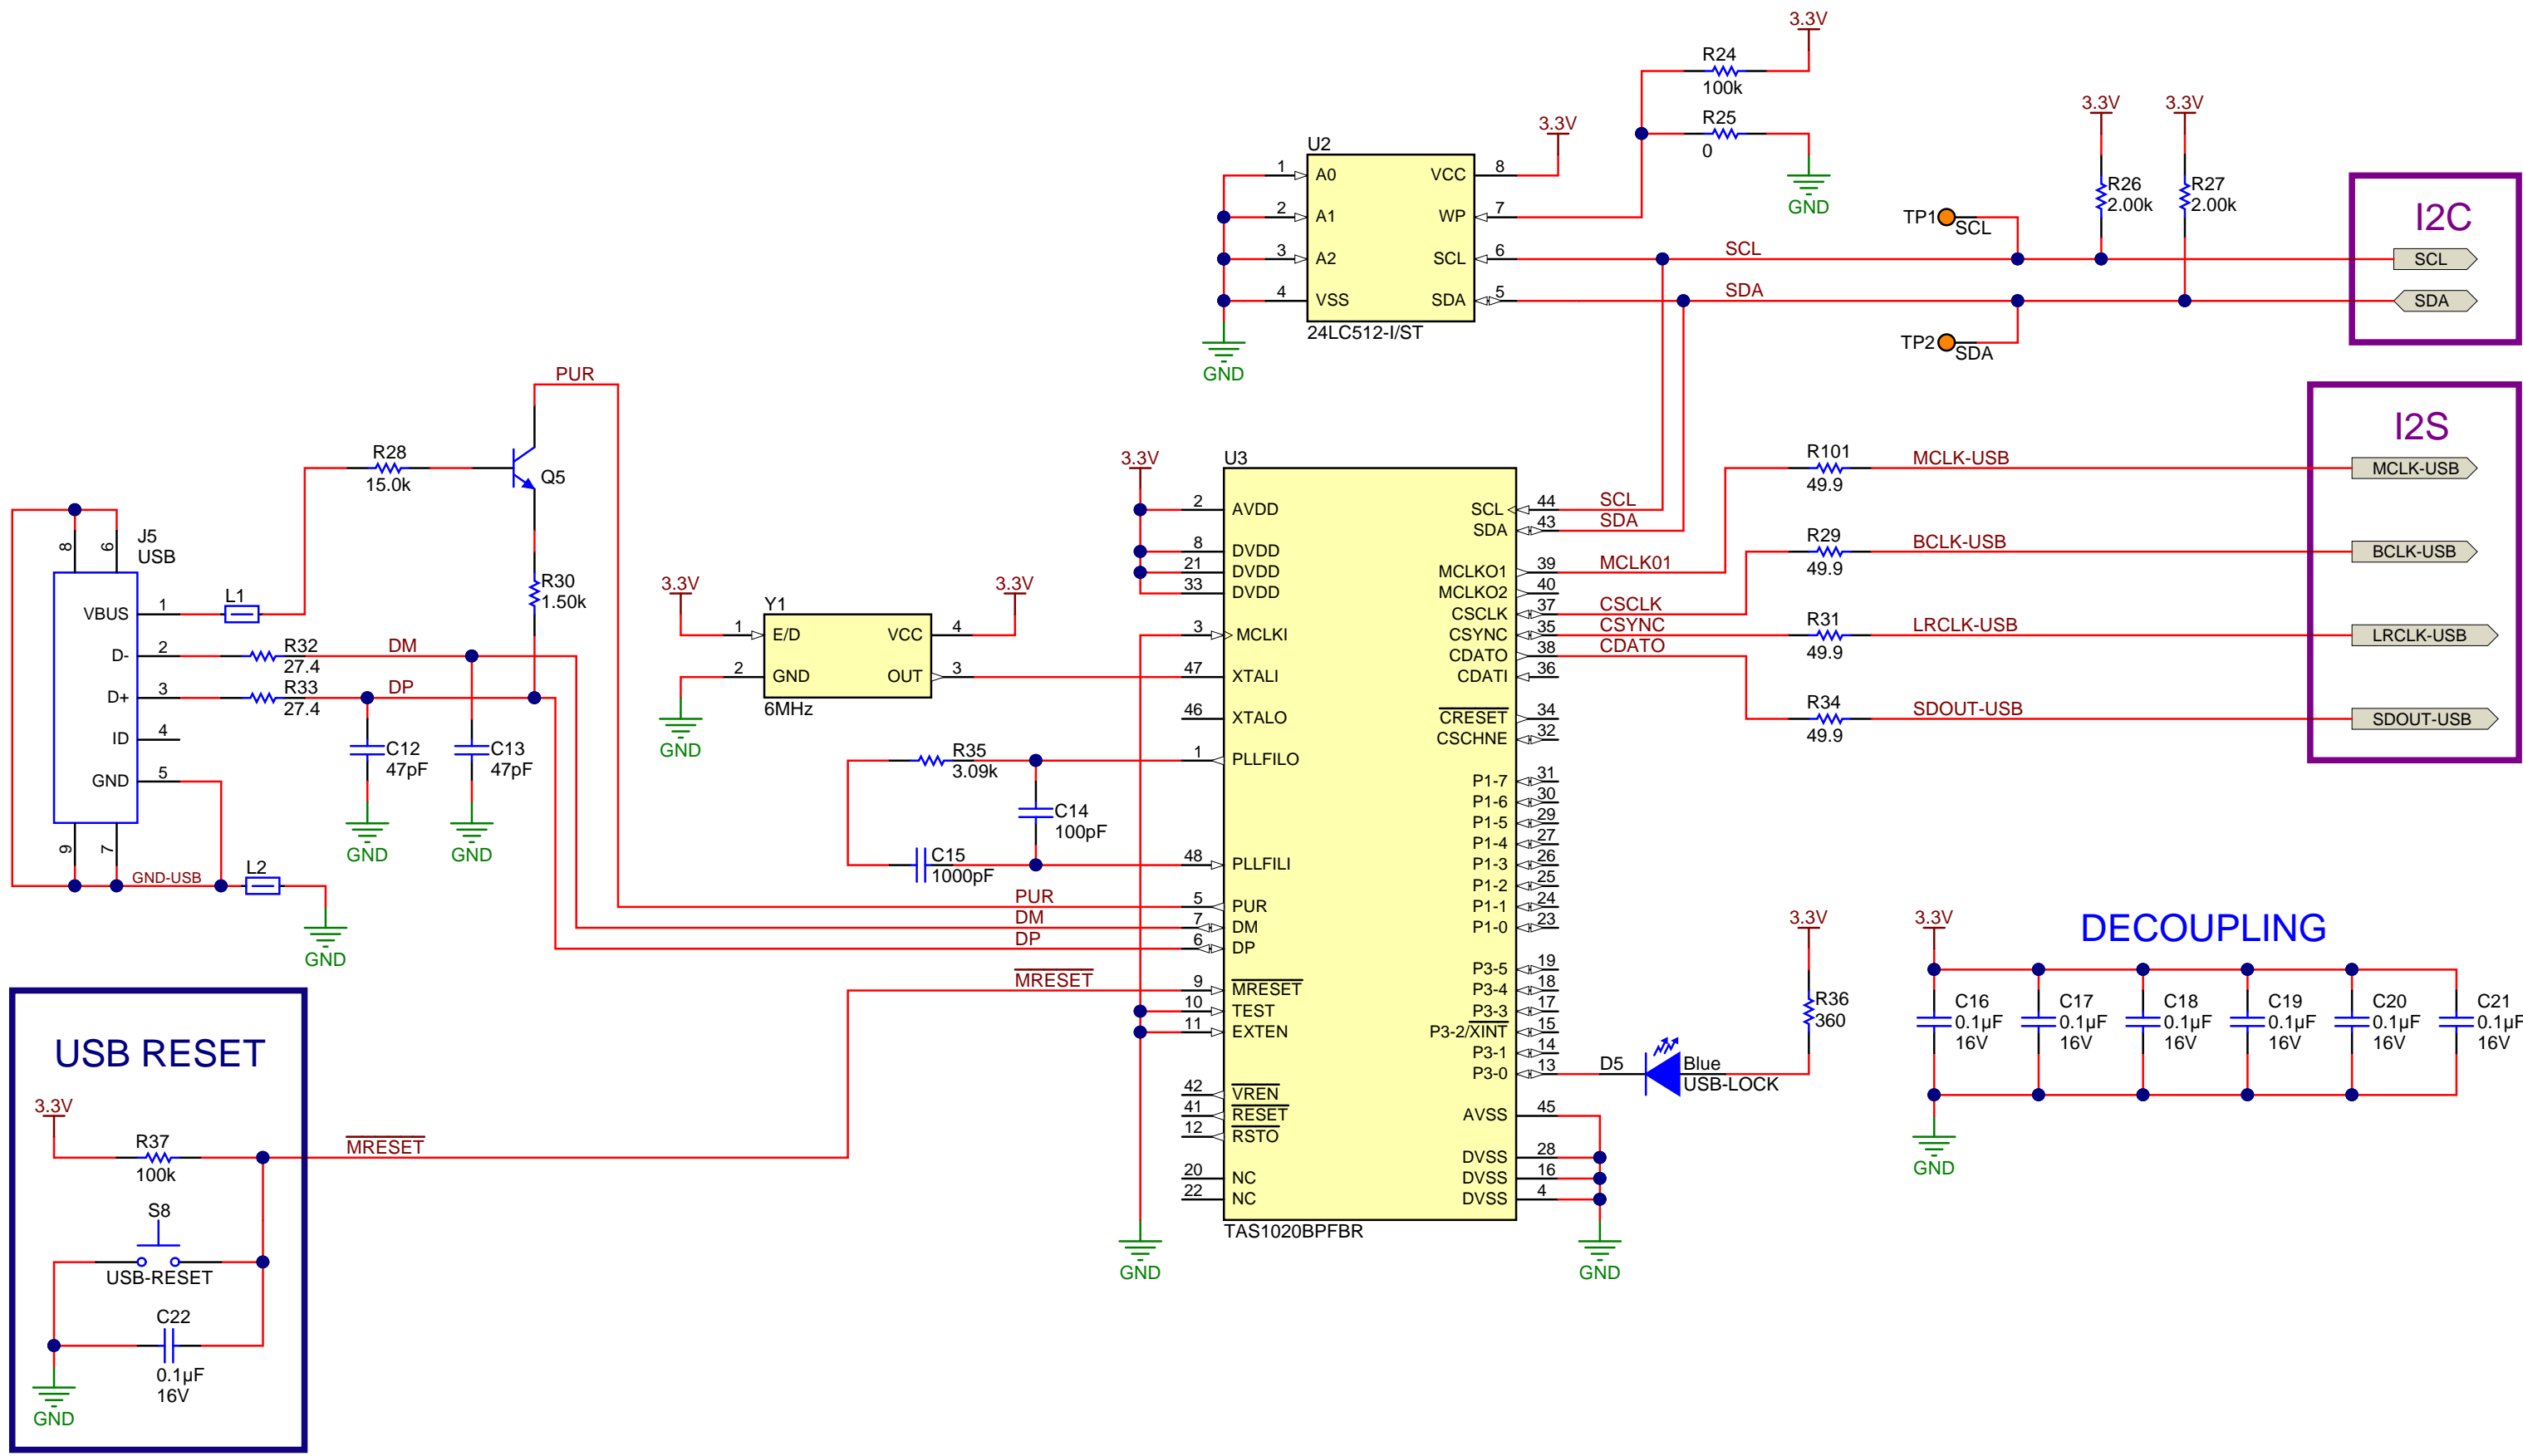 3.3V
R24
100k
R25
0
GND
3.3V
U2
1 A0
2 A1
3 A2
4 VSS
VCC 8
WP 7
SCL 6
SDA 5
24LC512-I/ST
GND
SCL
SDA
TP1
SCL
TP2
SDA
3.3V
3.3V
R26
2.00k
R27
2.00k
I2C
SCL
SDA
PUR
R28
15.0k
Q5
R30
1.50k
J5
USB
8
6
VBUS 1
D- 2
D+ 3
ID 4
GND 5
9
7
L1
R32
27.4
DM
R33
27.4
DP
C12
47pF
GND
C13
47pF
GND
GND-USB
L2
GND
3.3V
3.3V
Y1
1 E/D
2 GND
VCC 4
OUT 3
6MHz
GND
R35
3.09k
C14
100pF
C15
1000pF
PUR
DM
DP
MRESET
3.3V
U3
2 AVDD
8 DVDD
21 DVDD
33 DVDD
3 MCLKI
47 XTALI
46 XTALO
1 PLLFILO
48 PLLFILI
5 PUR
7 DM
6 DP
9 MRESET
10 TEST
11 EXTEN
42 VREN
41 RESET
12 RSTO
20 NC
22 NC
SCL 44
SDA 43
MCLKO1 39
MCLKO2 40
CSCLK 37
CSYNC 35
CDATO 38
CDATI 36
CRESET 34
CSCHNE 32
P1-7 31
P1-6 30
P1-5 29
P1-4 27
P1-3 26
P1-2 25
P1-1 24
P1-0 23
P3-5 19
P3-4 18
P3-3 17
P3-2/XINT 15
P3-1 14
P3-0 13
AVSS 45
DVSS 28
DVSS 16
DVSS 4
TAS1020BPFBR
GND
GND
SCL
SDA
MCLK01
CSCLK
CSYNC
CDATO
R101
49.9
MCLK-USB
R29
49.9
BCLK-USB
R31
49.9
LRCLK-USB
R34
49.9
SDOUT-USB
I2S
MCLK-USB
BCLK-USB
LRCLK-USB
SDOUT-USB
3.3V
R36
360
D5
Blue
USB-LOCK
3.3V
DECOUPLING
C16
0.1µF
16V
C17
0.1µF
16V
C18
0.1µF
16V
C19
0.1µF
16V
C20
0.1µF
16V
C21
0.1µF
16V
GND
USB RESET
3.3V
R37
100k
MRESET
S8
USB-RESET
C22
0.1µF
16V
GND